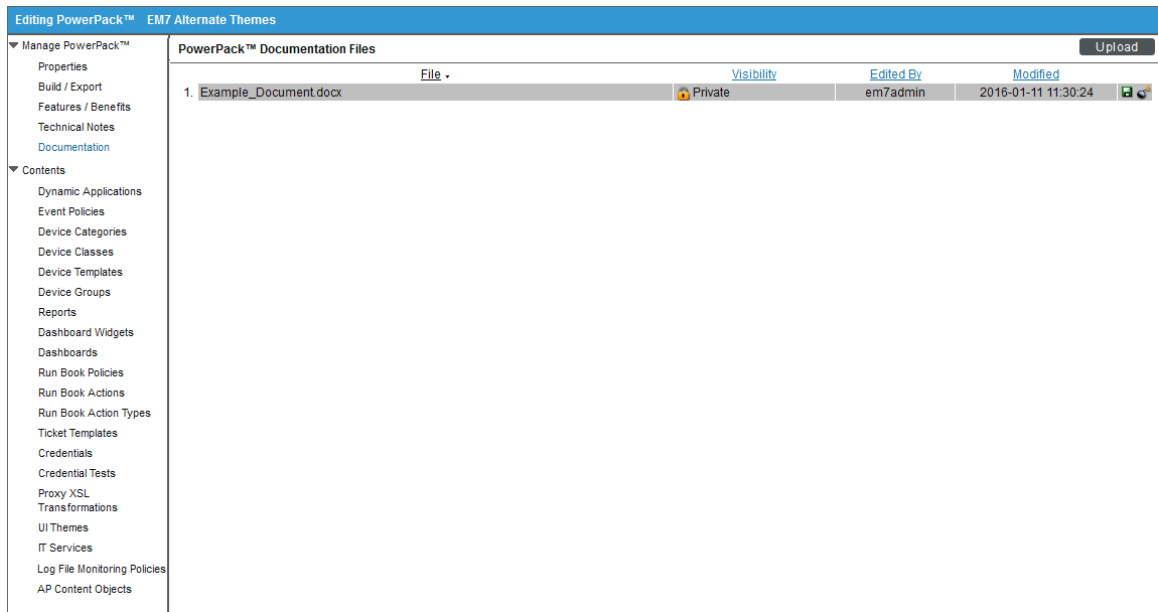 Editing PowerPack™ EM7 Alternate Themes
Manage PowerPack™
Properties
Build / Export
Features / Benefits
Technical Notes
Documentation
Contents
Dynamic Applications
Event Policies
Device Categories
Device Classes
Device Templates
Device Groups
Reports
Dashboard Widgets
Dashboards
Run Book Policies
Run Book Actions
Run Book Action Types
Ticket Templates
Credentials
Credential Tests
Proxy XSL
Transformations
UI Themes
IT Services
Log File Monitoring Policies
AP Content Objects
PowerPack™ Documentation Files Upload
File Visibility Edited By Modified
1. Example_Document.docx Private em7admin 2016-01-11 11:30:24